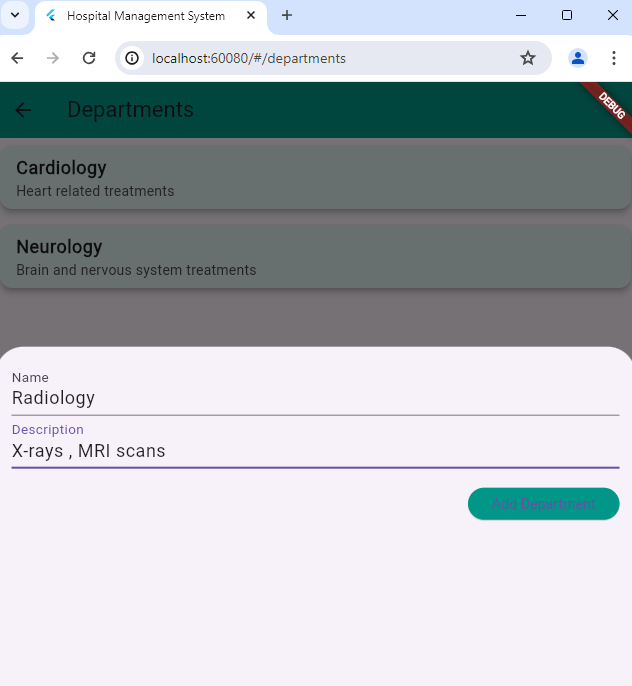 Hospital Management System
localhost:60080/#/departments
Departments
DEBUG
Cardiology
Heart related treatments
Neurology
Brain and nervous system treatments
Name
Radiology
Description
X-rays , MRI scans
Add Department